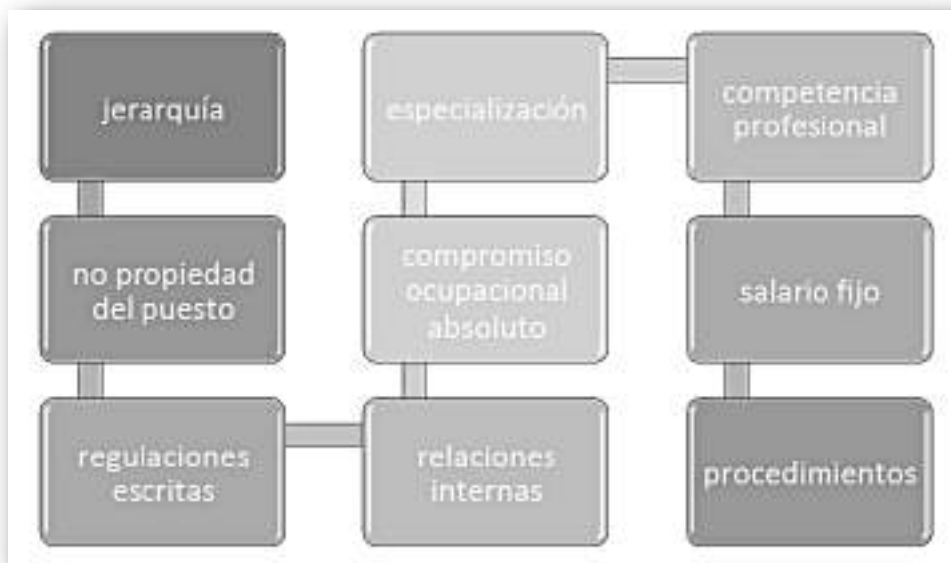 jerarquía
no propiedad
del puesto
regulaciones
escritas
relaciones
internas
compromiso
ocupacional
absoluto
especialización
competencia
profesional
salario fijo
procedimientos